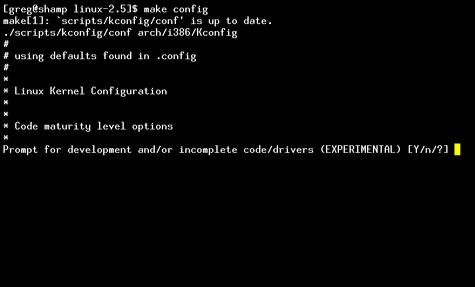 [greg@shamp linux-2.5]$ make config
make[1]: `scripts/kconfig/conf' is up to date.
./scripts/kconfig/conf arch/i386/Kconfig
#
# using defaults found in .config
#
*
* Linux Kernel Configuration
*
*
* Code maturity level options
*
Prompt for development and/or incomplete code/drivers (EXPERIMENTAL) [Y/n/?]